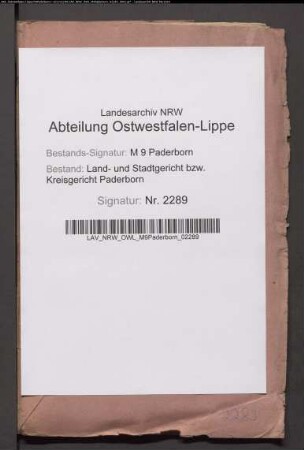 Landesarchiv NRW
Abteilung Ostwestfalen-Lippe
Bestands-Signatur: M 9 Paderborn
Bestand: Land- und Stadtgericht bzw.
Kreisgericht Paderborn
Signatur: Nr. 2289
LAV_NRW_OWL_M9Paderborn_02289
2289